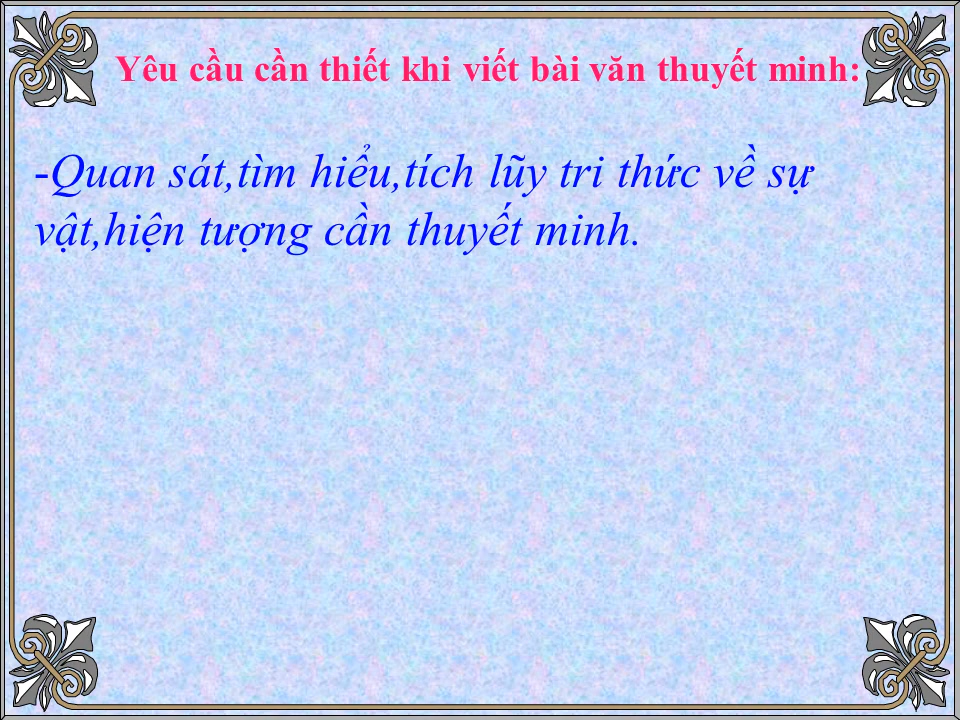 Yêu cầu cần thiết khi viết bài văn thuyết minh:
-Quan sát,tìm hiểu,tích lũy tri thức về sự
vật,hiện tượng cần thuyết minh.